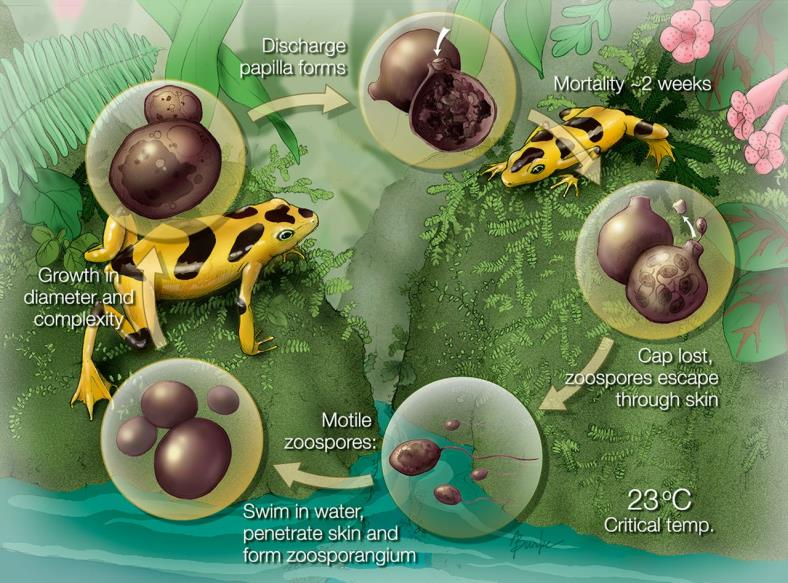 Discharge
papilla forms
Mortality ~2 weeks
Growth in
diameter and
complexity
Cap lost,
zoospores escape
through skin
Motile
zoospores:
Swim in water,
penetrate skin and
form zoosporangium
23°C
Critical temp.